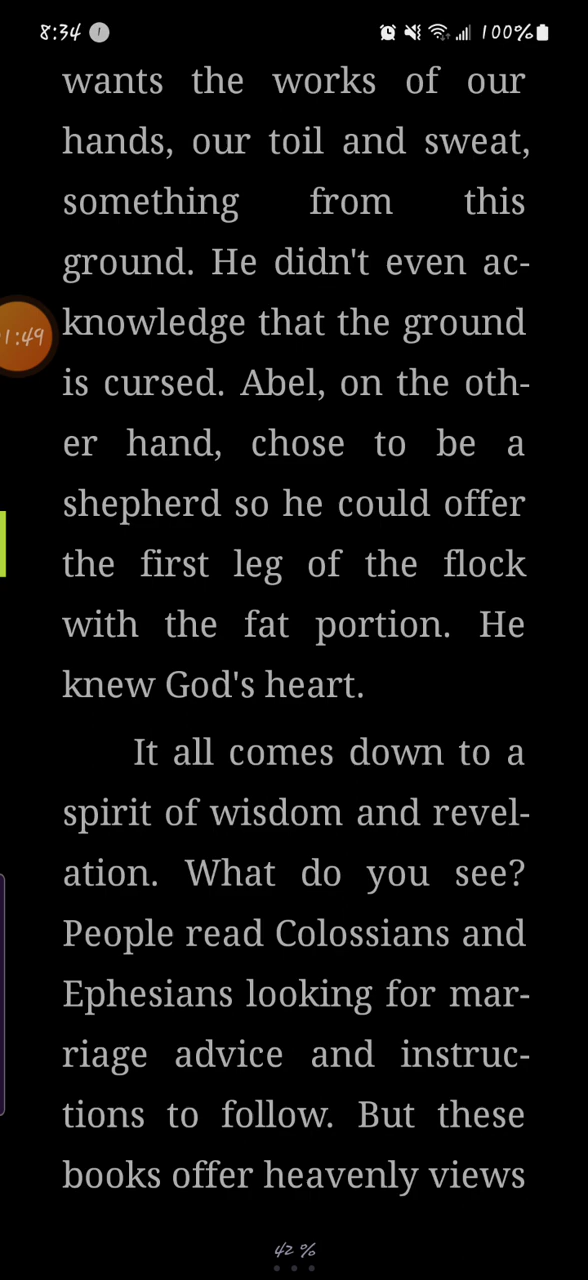 8:34 100%
wants the works of our
hands, our toil and sweat,
something from this
ground. He didn't even ac-
1:49
knowledge that the ground
is cursed. Abel, on the oth-
er hand, chose to be a
shepherd so he could offer
the first leg of the flock
with the fat portion. He
knew God's heart.
It all comes down to a
spirit of wisdom and revel-
ation. What do you see?
People read Colossians and
Ephesians looking for mar-
riage advice and instruc-
tions to follow. But these
books offer heavenly views
42 %